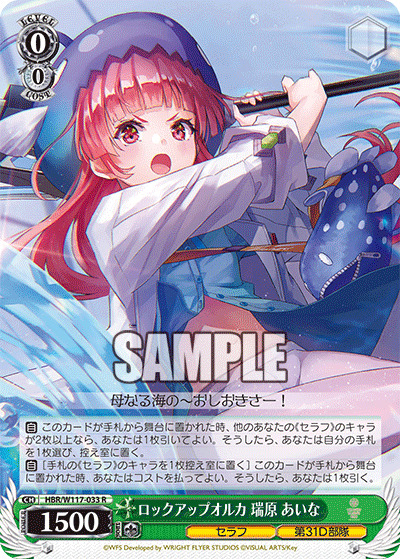 LEVEL
0
0
COST
SAMPLE
母なる海の～おしおきさー！
自 このカードが手札から舞台に置かれた時、他のあなたの《セラフ》のキャラ
が2枚以上なら、あなたは1枚引いてよい。そうしたら、あなたは自分の手札
を1枚選び、控え室に置く。
自 [手札の《セラフ》のキャラを1枚控室に置く] このカードが手札から舞台に
置かれた時、あなたはコストを払ってよい。そうしたら、あなたは1枚引く。
CH HBR/W117-033 R
1500
ロックアップオルカ 瑞原 あいな
セラフ
第31D部隊
©WFS Developed by WRIGHT FLYER STUDIOS ©VISUAL ARTS/Key